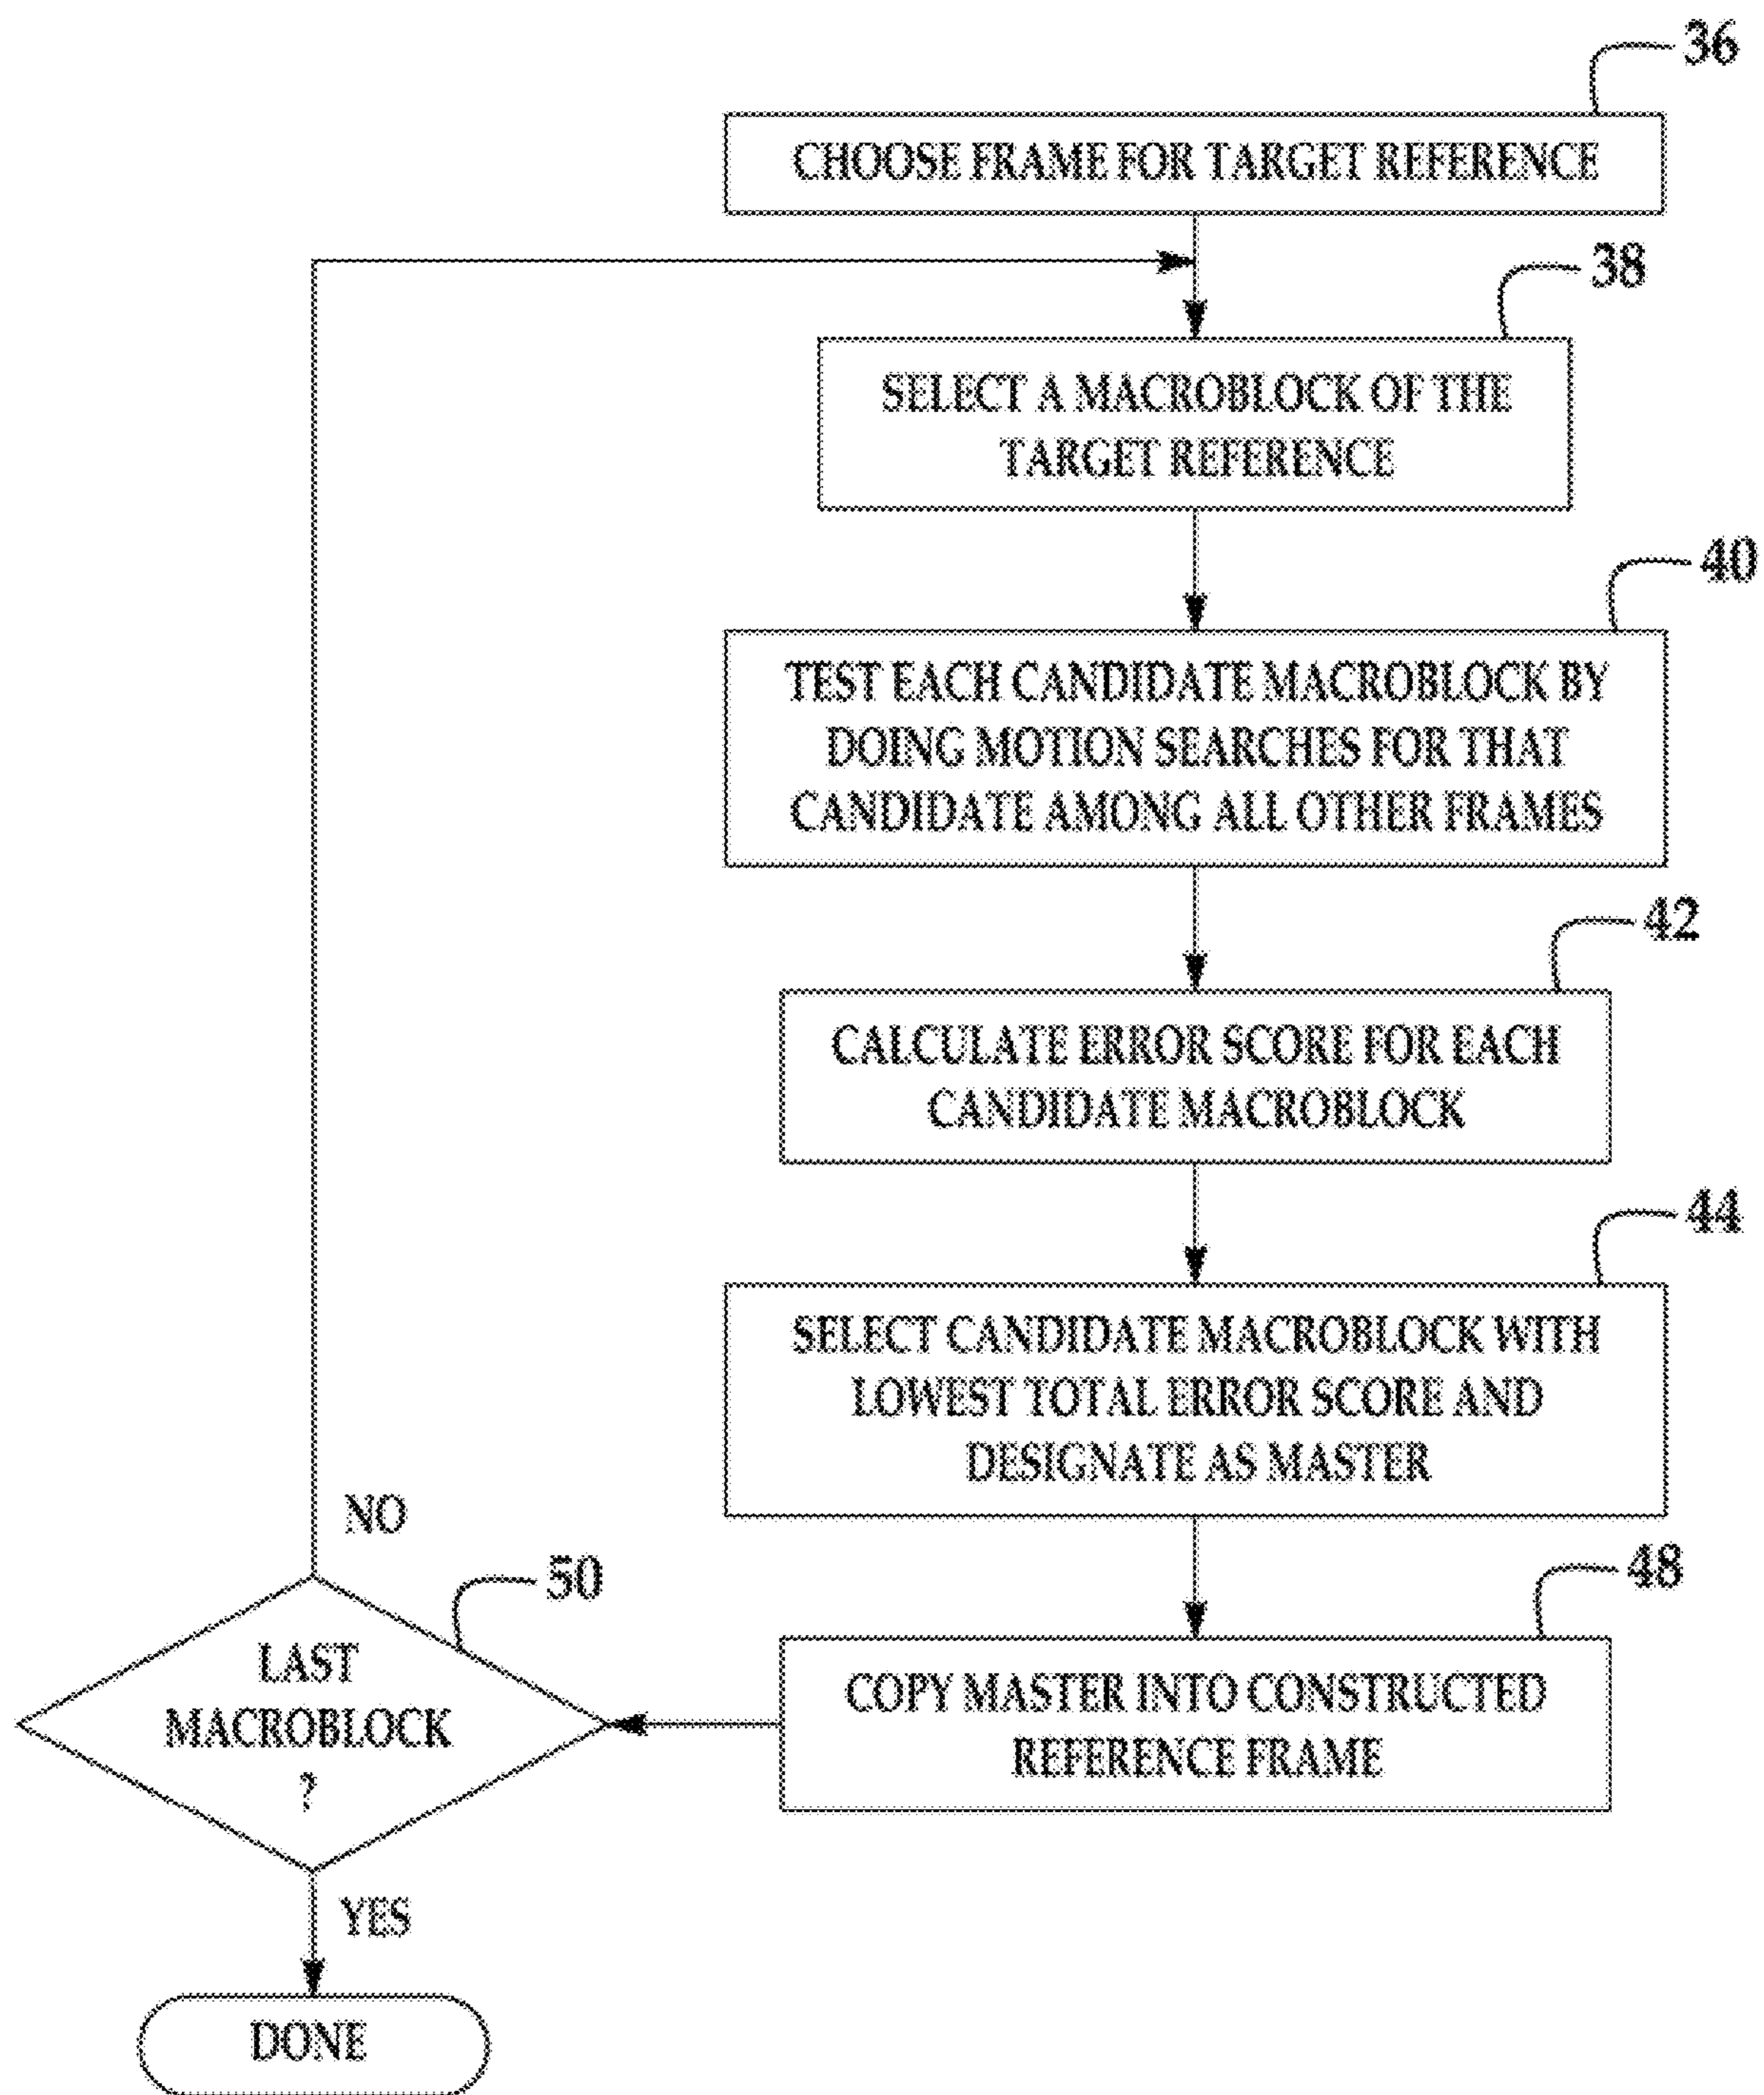 36
CHOOSE FRAME FOR TARGET REFERENCE
38
SELECT A MACROBLOCK OF THE
TARGET REFERENCE
40
TEST EACH CANDIDATE MACROBLOCK BY
DOING MOTION SEARCHES FOR THAT
CANDIDATE AMONG ALL OTHER FRAMES
42
CALCULATE ERROR SCORE FOR EACH
CANDIDATE MACROBLOCK
44
SELECT CANDIDATE MACROBLOCK WITH
LOWEST TOTAL ERROR SCORE AND
DESIGNATE AS MASTER
48
COPY MASTER INTO CONSTRUCTED
REFERENCE FRAME
NO
50
LAST
MACROBLOCK
?
YES
DONE